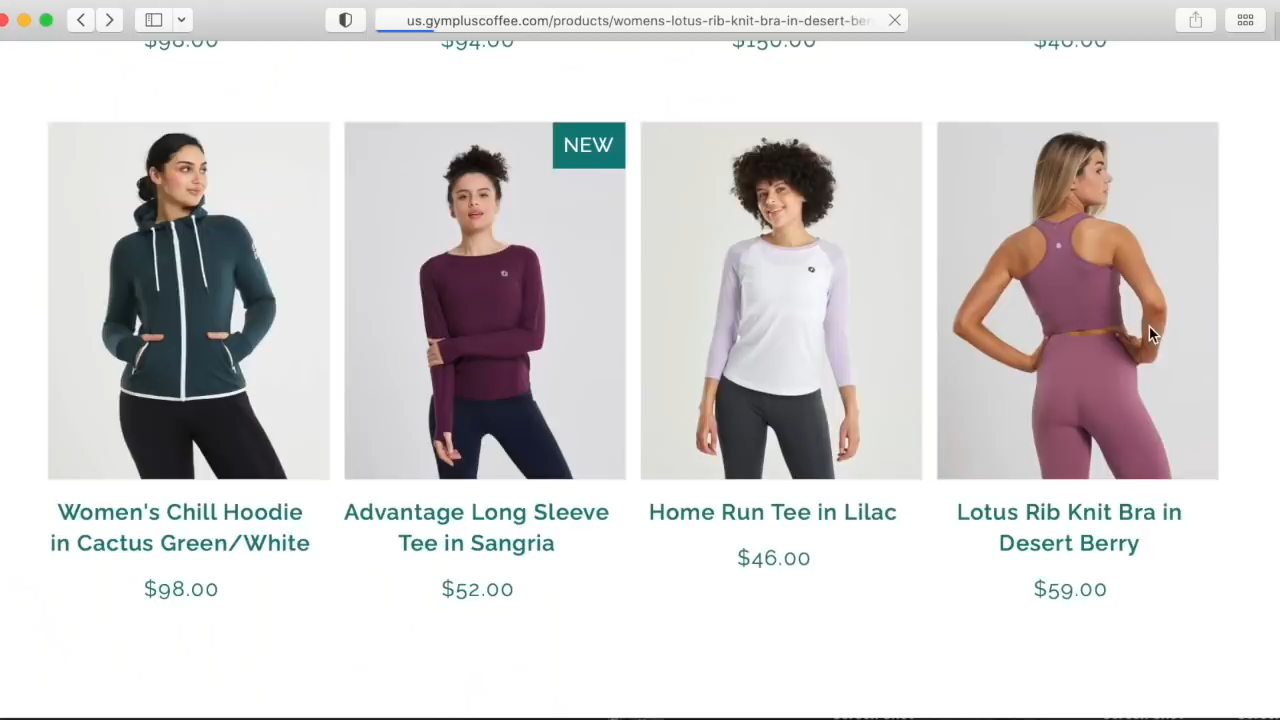 us.gympluscoffee.com/products/womens-lotus-rib-knit-bra-in-desert-ber
$98.00 $94.00 $150.00 $40.00
NEW
Women's Chill Hoodie
in Cactus Green/White
$98.00
Advantage Long Sleeve
Tee in Sangria
$52.00
Home Run Tee in Lilac
$46.00
Lotus Rib Knit Bra in
Desert Berry
$59.00